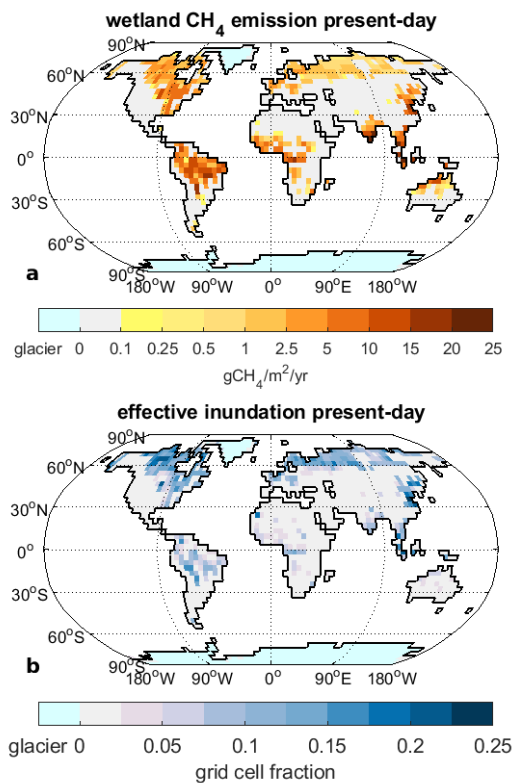 wetland CH₄ emission present-day
90°N
60°N
30°N
0°
30°S
60°S
90°S
180°W 90°W 0° 90°E 180°W
a
glacier 0 0.1 0.25 0.5 1 2.5 5 10 15 20 25
gCH₄/m²/yr
effective inundation present-day
90°N
60°N
30°N
0°
30°S
60°S
90°S
180°W 90°W 0° 90°E 180°W
b
glacier 0 0.05 0.1 0.15 0.2 0.25
grid cell fraction